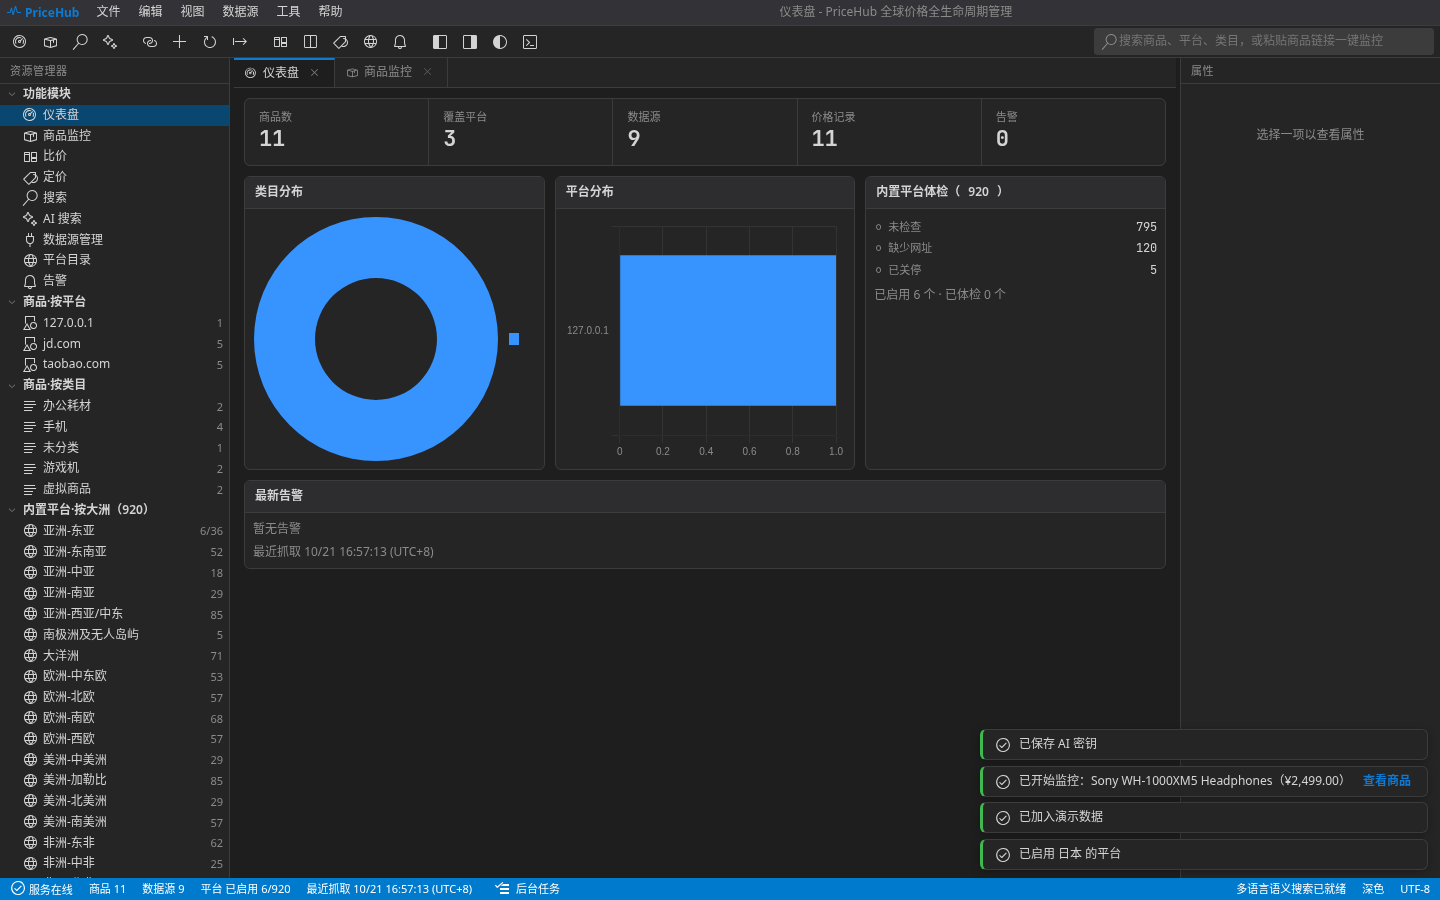 PriceHub 文件 编辑 视图 数据源 工具 帮助 仪表盘 - PriceHub 全球价格全生命周期管理
搜索商品、平台、类目，或粘贴商品链接一键监控
资源管理器
功能模块
仪表盘
商品监控
比价
定价
搜索
AI 搜索
数据源管理
平台目录
告警
商品·按平台
127.0.0.1 1
jd.com 5
taobao.com 5
商品·按类目
办公耗材 2
手机 4
未分类 1
游戏机 2
虚拟商品 2
内置平台·按大洲（920）
亚洲-东亚 6/36
亚洲-东南亚 52
亚洲-中亚 18
亚洲-南亚 29
亚洲-西亚/中东 85
南极洲及无人岛屿 5
大洋洲 71
欧洲-中东欧 53
欧洲-北欧 57
欧洲-南欧 68
欧洲-西欧 57
美洲-中美洲 29
美洲-加勒比 85
美洲-北美洲 29
美洲-南美洲 57
非洲-东非 62
非洲-中非 25
仪表盘 商品监控
商品数 覆盖平台 数据源 价格记录 告警
11 3 9 11 0
类目分布
平台分布
127.0.0.1
0 0.2 0.4 0.6 0.8 1.0
内置平台体检（ 920 ）
未检查 795
缺少网址 120
已关停 5
已启用 6 个 · 已体检 0 个
最新告警
暂无告警
最近抓取 10/21 16:57:13 (UTC+8)
属性
选择一项以查看属性
已保存 AI 密钥
已开始监控：Sony WH-1000XM5 Headphones（¥2,499.00） 查看商品
已加入演示数据
已启用 日本 的平台
服务在线 商品 11 数据源 9 平台 已启用 6/920 最近抓取 10/21 16:57:13 (UTC+8) 后台任务 多语言语义搜索已就绪 深色 UTF-8